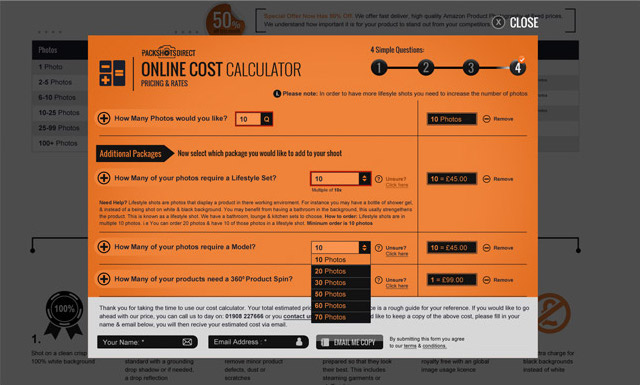 50%
Special Offer Now Has 50% Off. We offer fast deliver, high quality Amazon Product
prices.
We understand how important it is for your product to stand out from your
X CLOSE
PACKSHOTSDIRECT
ONLINE COST CALCULATOR
PRICING & RATES
4 Simple Questions:
1 2 3 4
Please note: In order to have more lifesyle shots you need to increase the number of photos
Photos
1 Photo
2-5 Photos
6-10 Photos
10-25 Photos
25-99 Photos
100+ Photos
How Many Photos would you like? 10 10 Photos Remove
Additional Packages Now select which package you would like to add to your shoot
How Many of your photos require a Lifestyle Set? 10 Unsure? 10 = £45.00 Remove
Click here
Multiple of 10s
Need Help? Lifestyle shots are photos that display a product in there working enviroment. For instance you may have a bottle of shower gel,
& instead of being shot on white & black background. You may benefit from having a bathroom in the background, this usally strengethens
the product. This is known as a lifestyle shot. We have a bathroom, lounge & kitchen sets to choose. How to order: Lifestyle shots are in
multiple 10 photos. i.e You can order 20 photos & have 10 of those photos in a lifestyle shot. Minimum order is 10 photos
How Many of your photos require a Model? 10 Unsure? 10 = £45.00 Remove
Click here
10 Photos
20 Photos
30 Photos
50 Photos
60 Photos
70 Photos
How Many of your products need a 360º Product Spin? Unsure? 1 = £99.00 Remove
Click here
Thank you for taking the time to use our cost calculator. Your total estimated
is a rough guide for your reference. If you would like to go
ahead with our price, you can call us to day on: 01908 227666 or you
like to keep a copy of the above cost, please fill in your
name & email below, you will then recive your estimated cost via email.
Your Name: * Email Address : * EMAIL ME COPY
By submitting this form you agree
to our terms & conditions.
100%
1.
Shot on a clean crisp
100% white background
standard with a grounding
drop shadow or if needed,
a drop reflection
remove minor product
defects, dust or
scratches
prepared so that they look
their best. This includes
steeming garments or
royalty free with an global
image usage licence
extra charge for
black backgrounds
instead of white